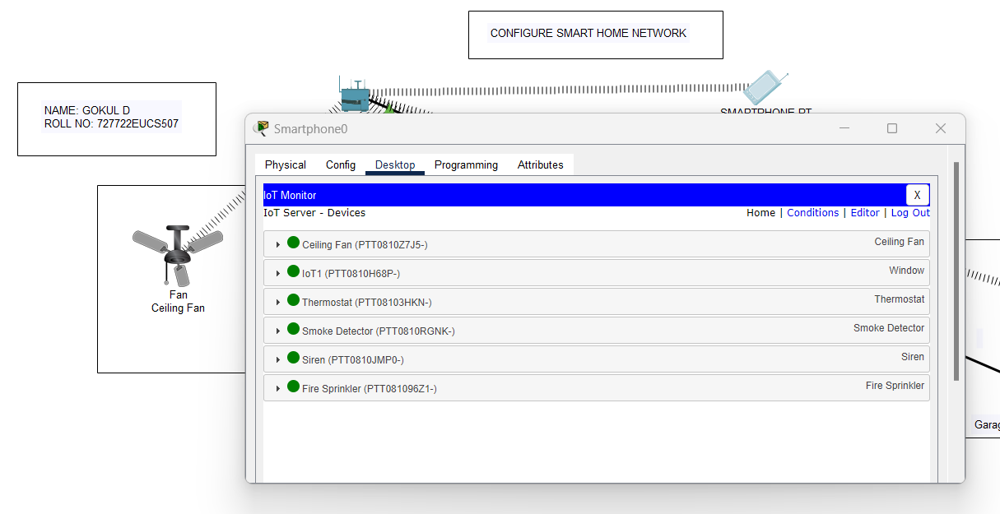 CONFIGURE SMART HOME NETWORK
NAME: GOKUL D
ROLL NO: 727722EUCS507
SMARTPHONE-PT
Smartphone0
Physical Config Desktop Programming Attributes
IoT Monitor X
IoT Server - Devices Home | Conditions | Editor | Log Out
Ceiling Fan (PTT0810Z7J5-) Ceiling Fan
IoT1 (PTT0810H68P-) Window
Thermostat (PTT08103HKN-) Thermostat
Smoke Detector (PTT0810RGNK-) Smoke Detector
Siren (PTT0810JMP0-) Siren
Fire Sprinkler (PTT081096Z1-) Fire Sprinkler
Fan
Ceiling Fan